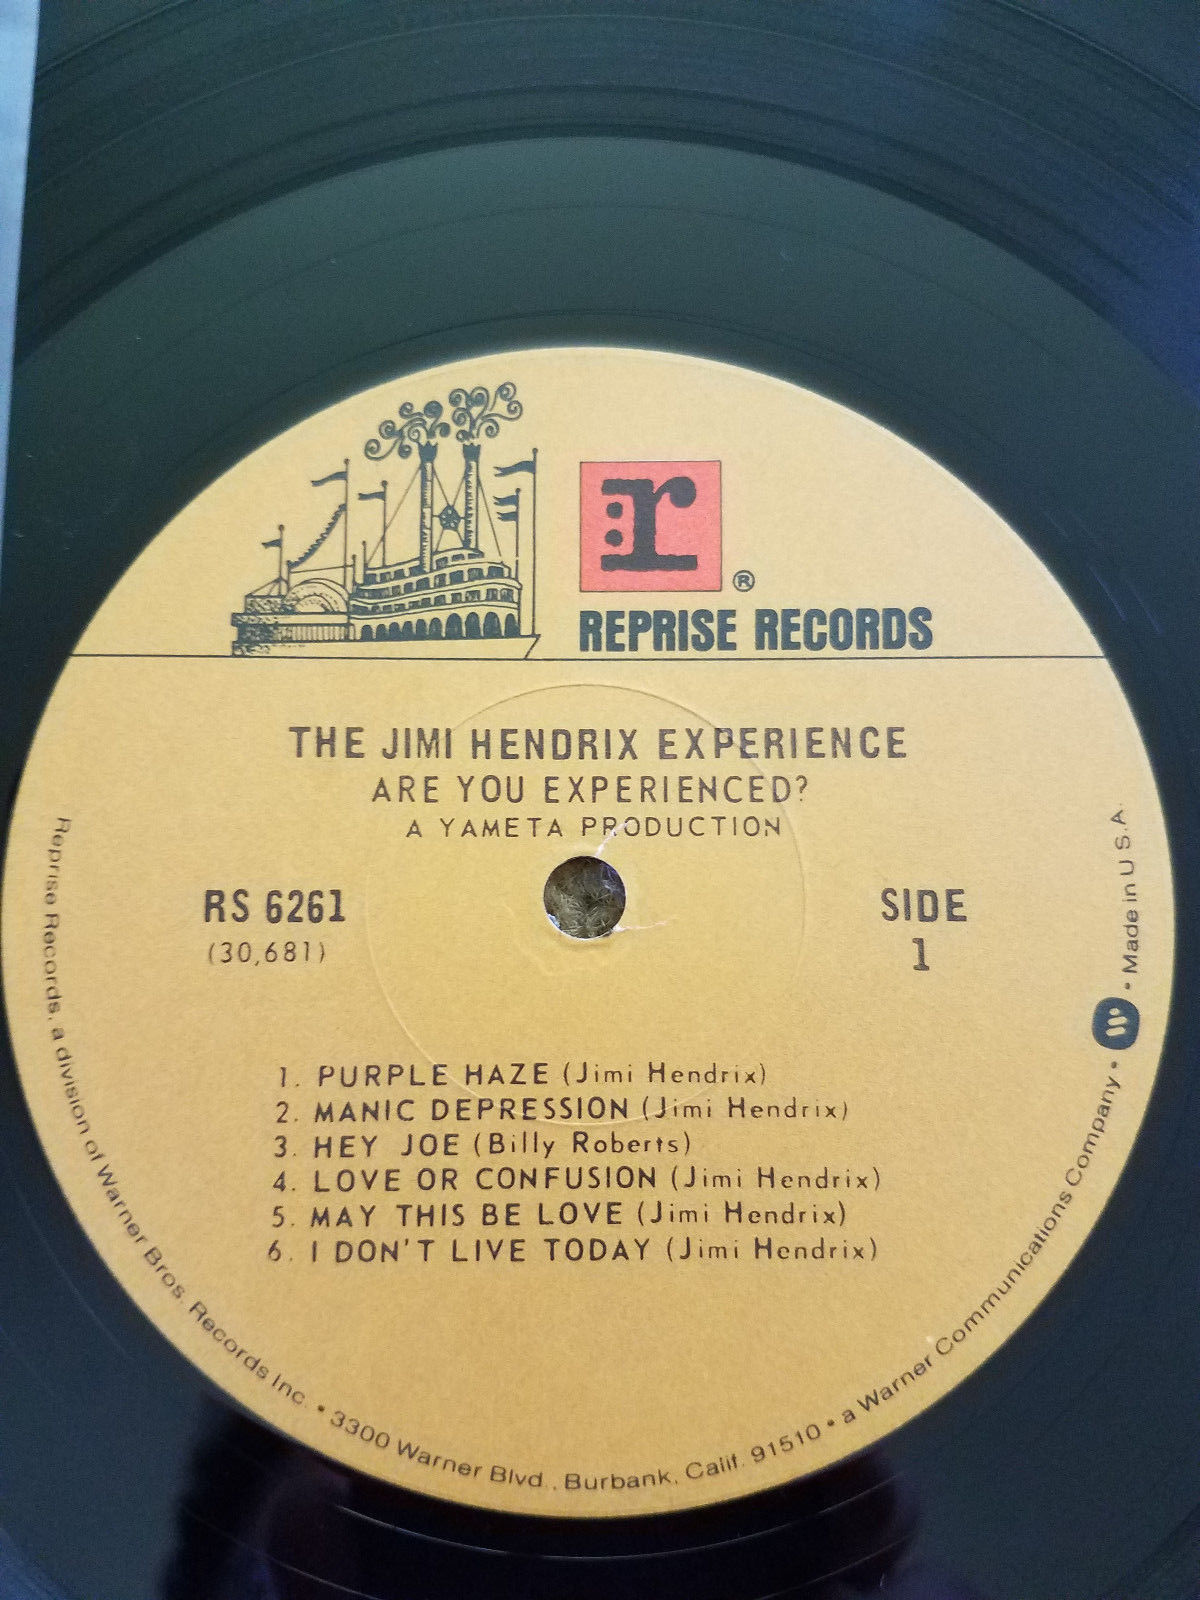 r
®
REPRISE RECORDS
THE JIMI HENDRIX EXPERIENCE
ARE YOU EXPERIENCED?
A YAMETA PRODUCTION
RS 6261
(30,681)
SIDE
1
1. PURPLE HAZE (Jimi Hendrix)
2. MANIC DEPRESSION (Jimi Hendrix)
3. HEY JOE (Billy Roberts)
4. LOVE OR CONFUSION (Jimi Hendrix)
5. MAY THIS BE LOVE (Jimi Hendrix)
6. I DON'T LIVE TODAY (Jimi Hendrix)
Reprise Records, a division of Warner Bros. Records Inc. • 3300 Warner Blvd., Burbank, Calif. 91510 • a Warner Communications Company • W • Made in U.S.A.